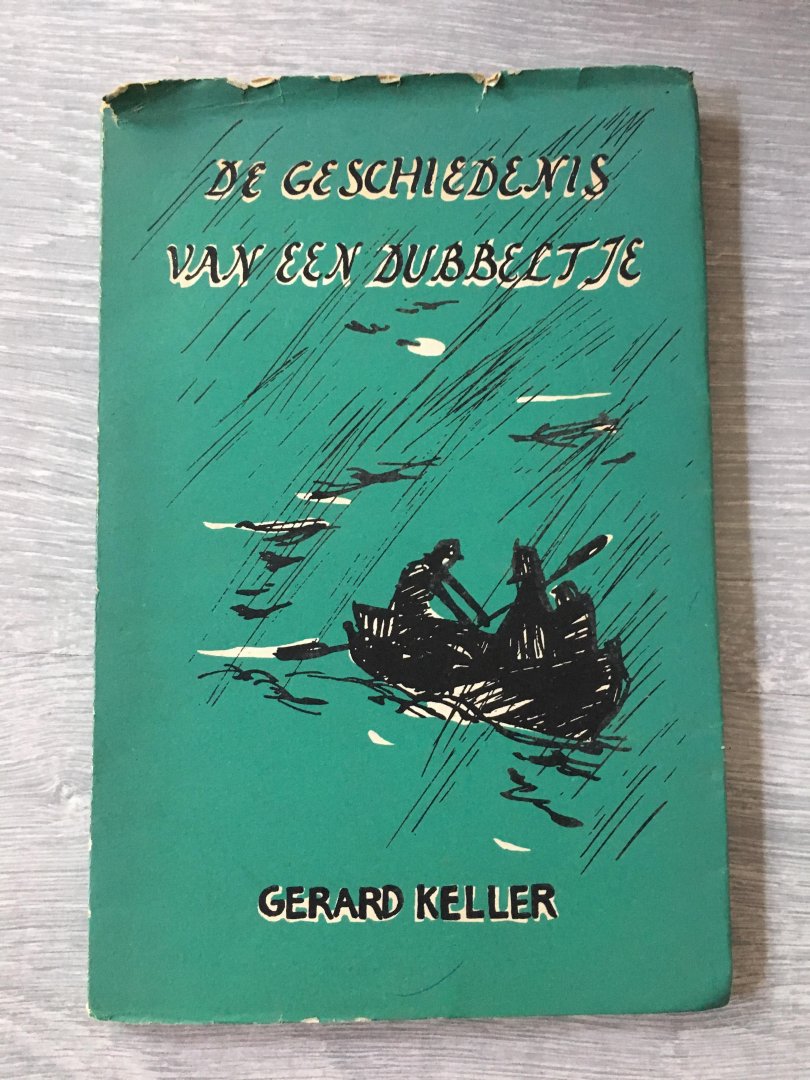 DE GESCHIEDENIS
VAN EEN DUBBELTJE
GERARD KELLER